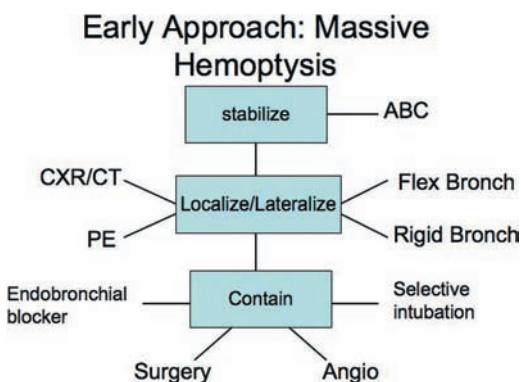 Early Approach: Massive
Hemoptysis
stabilize
ABC
CXR/CT
Localize/Lateralize
Flex Bronch
PE
Rigid Bronch
Endobronchial
blocker
Contain
Selective
intubation
Surgery
Angio